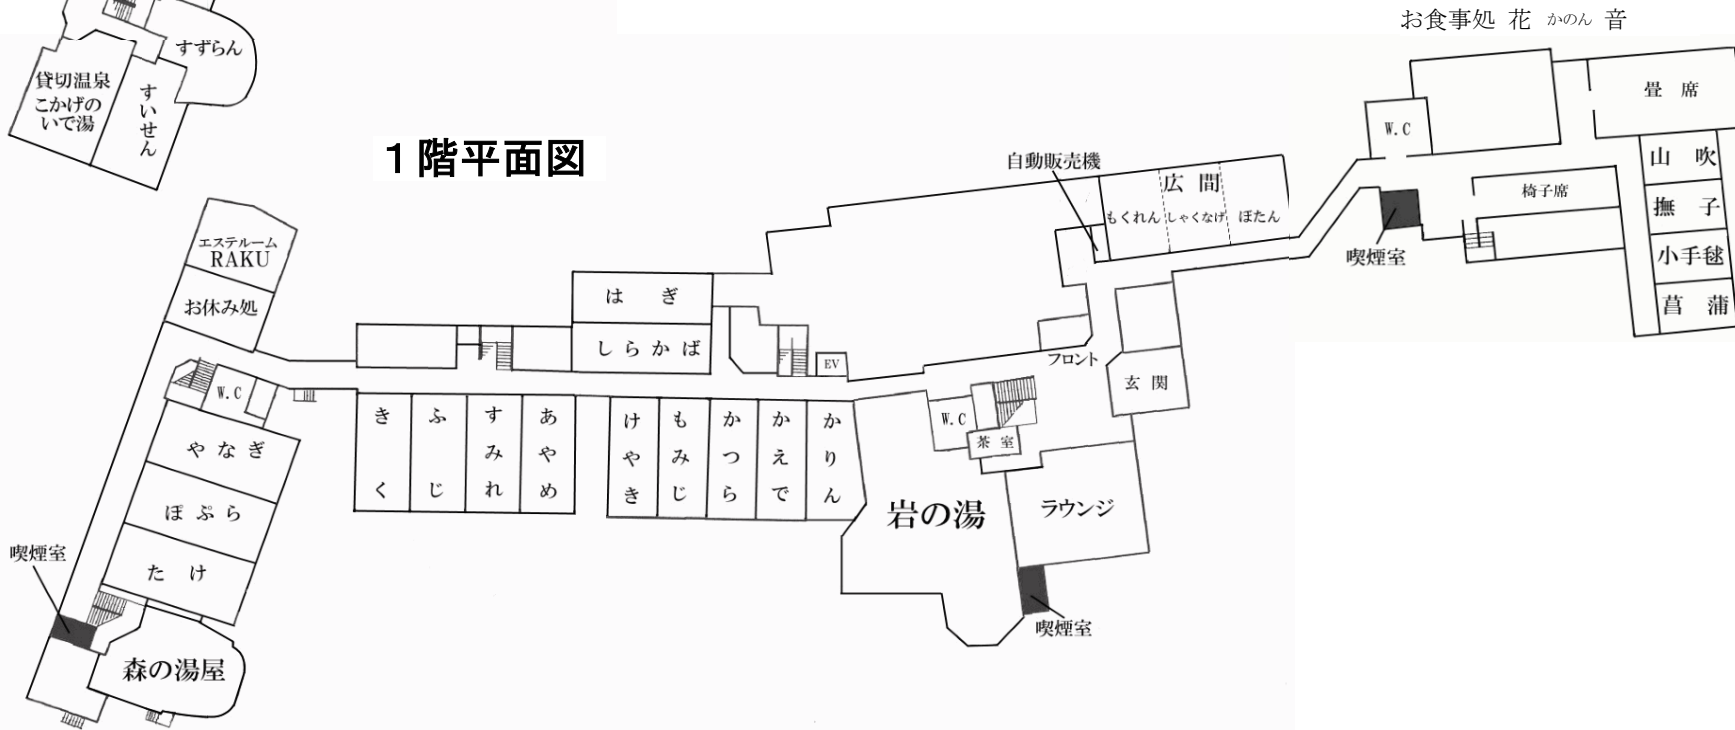 お食事処 花 かのん 音
すずらん
貸切温泉
こかげの
いで湯
すいせん
１階平面図
畳 席
W.C
山 吹
撫 子
小手毬
菖 蒲
椅子席
喫煙室
自動販売機
広 間
もくれん
しゃくなげ
ぼたん
エステルーム
RAKU
お休み処
は ぎ
しらかば
EV
フロント
玄 関
W.C
W.C
茶 室
きく
ふじ
すみれ
あやめ
けやき
もみじ
かつら
かえで
かりん
やなぎ
ぽぷら
たけ
岩の湯
ラウンジ
喫煙室
喫煙室
森の湯屋